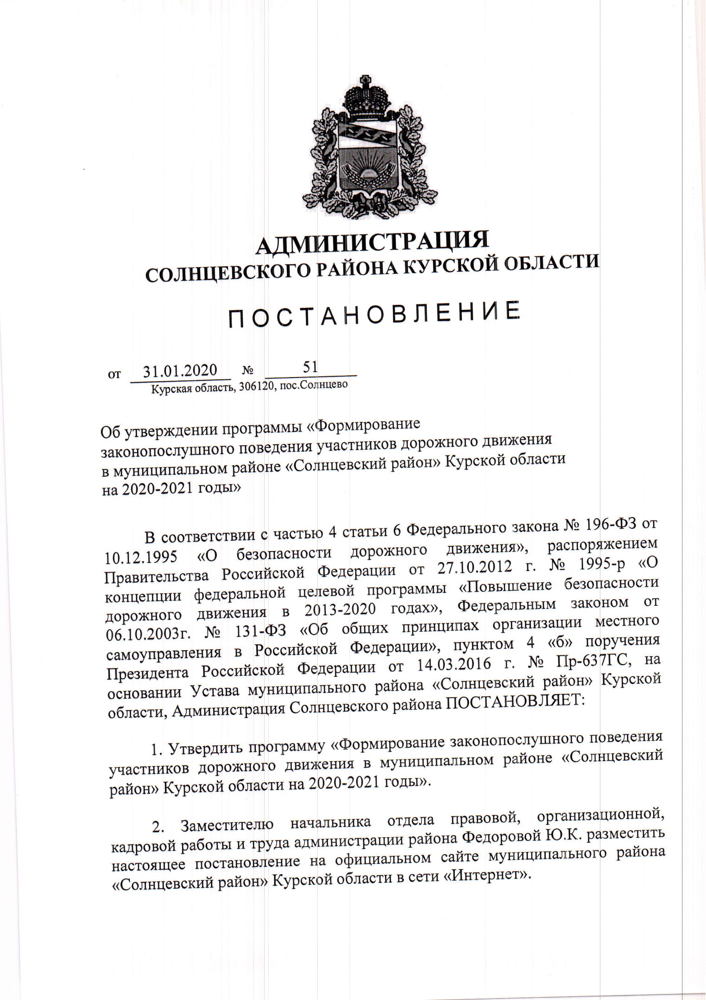 АДМИНИСТРАЦИЯ
СОЛНЦЕВСКОГО РАЙОНА КУРСКОЙ ОБЛАСТИ
П О С Т А Н О В Л Е Н И Е
от 31.01.2020 № 51
Курская область, 306120, пос.Солнцево
Об утверждении программы «Формирование
законопослушного поведения участников дорожного движения
в муниципальном районе «Солнцевский район» Курской области
на 2020-2021 годы»
В соответствии с частью 4 статьи 6 Федерального закона № 196-ФЗ от
10.12.1995 «О безопасности дорожного движения», распоряжением
Правительства Российской Федерации от 27.10.2012 г. № 1995-р «О
концепции федеральной целевой программы «Повышение безопасности
дорожного движения в 2013-2020 годах», Федеральным законом от
06.10.2003г. № 131-ФЗ «Об общих принципах организации местного
самоуправления в Российской Федерации», пунктом 4 «б» поручения
Президента Российской Федерации от 14.03.2016 г. № Пр-637ГС, на
основании Устава муниципального района «Солнцевский район» Курской
области, Администрация Солнцевского района ПОСТАНОВЛЯЕТ:
1. Утвердить программу «Формирование законопослушного поведения
участников дорожного движения в муниципальном районе «Солнцевский
район» Курской области на 2020-2021 годы».
2. Заместителю начальника отдела правовой, организационной,
кадровой работы и труда администрации района Федоровой Ю.К. разместить
настоящее постановление на официальном сайте муниципального района
«Солнцевский район» Курской области в сети «Интернет».